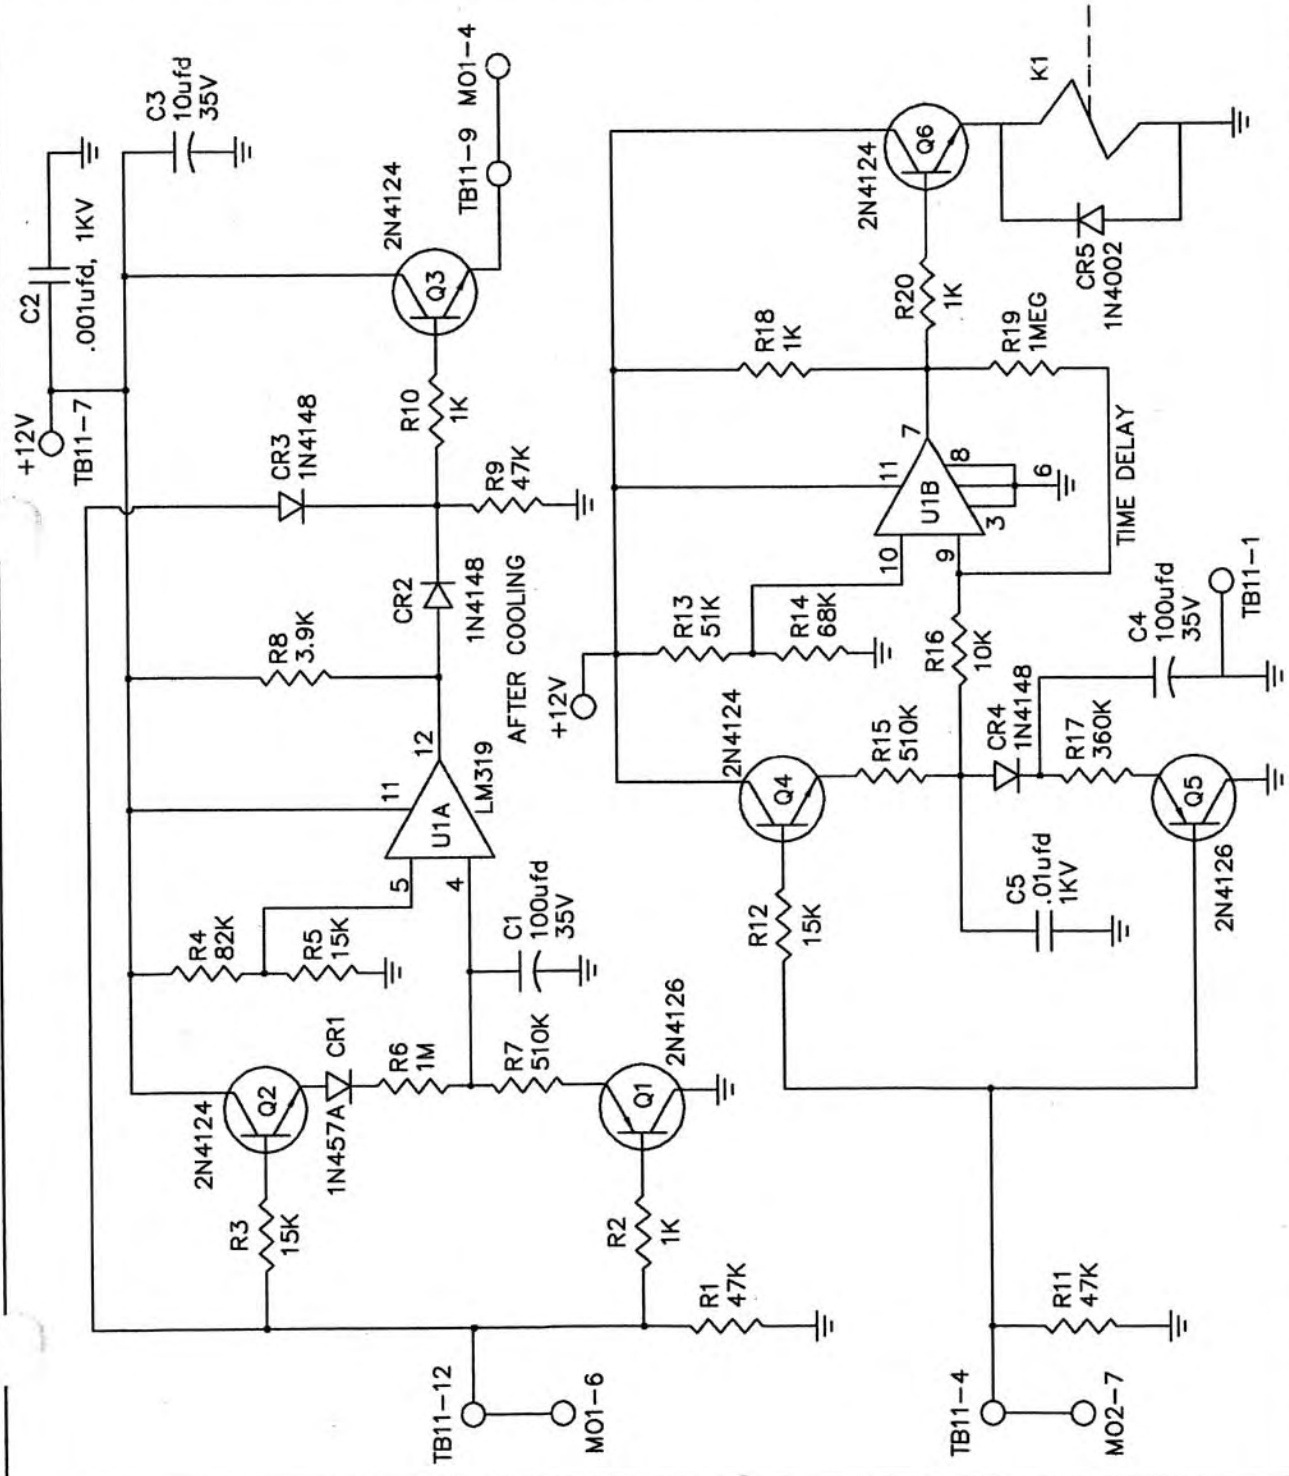 +12V
TB11-7
C2
.001ufd, 1KV
C3
10ufd
35V
CR3
1N4148
2N4124
Q3
TB11-9 MO1-4
R10
1K
R9
47K
CR2
1N4148
R8
3.9K
11
12
U1A
LM319
5
4
R4
82K
R5
15K
C1
100ufd
35V
2N4124
Q2
CR1
1N457A
R6
1M
R7
510K
Q1
2N4126
R3
15K
R2
1K
R1
47K
TB11-12
MO1-6
AFTER COOLING
+12V
R18
1K
2N4124
Q6
K1
R20
1K
R19
1MEG
CR5
1N4002
7
11
8
6
3
U1B
10
9
TIME DELAY
R13
51K
R14
68K
R16
10K
2N4124
Q4
R15
510K
CR4
1N4148
R17
360K
C4
100ufd
35V
TB11-1
Q5
2N4126
C5
.01ufd
1KV
R12
15K
R11
47K
TB11-4
MO2-7